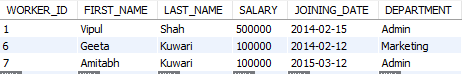 WORKER_ID FIRST_NAME LAST_NAME SALARY JOINING_DATE DEPARTMENT
1 Vipul Shah 500000 2014-02-15 Admin
6 Geeta Kuwari 100000 2014-02-12 Marketing
7 Amitabh Kuwari 100000 2015-03-12 Admin